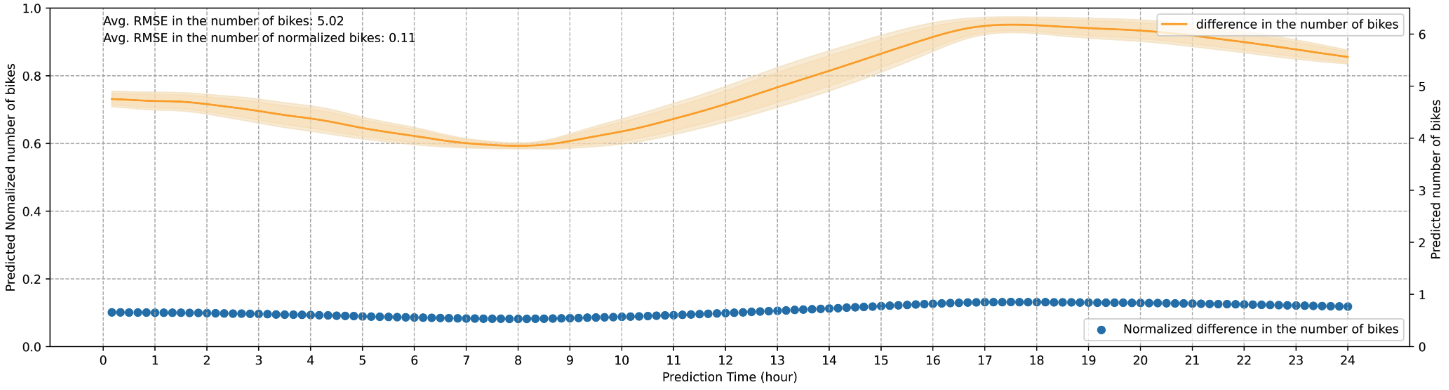 Avg. RMSE in the number of bikes: 5.02
Avg. RMSE in the number of normalized bikes: 0.11
difference in the number of bikes
Normalized difference in the number of bikes
Predicted Nomalized number of bikes
1.0
0.8
0.6
0.4
0.2
0.0
Predicted number of bikes
6
5
4
3
2
1
0
0 1 2 3 4 5 6 7 8 9 10 11 12 13 14 15 16 17 18 19 20 21 22 23 24
Prediction Time (hour)